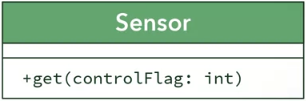 Sensor
+get(controlFlag: int)